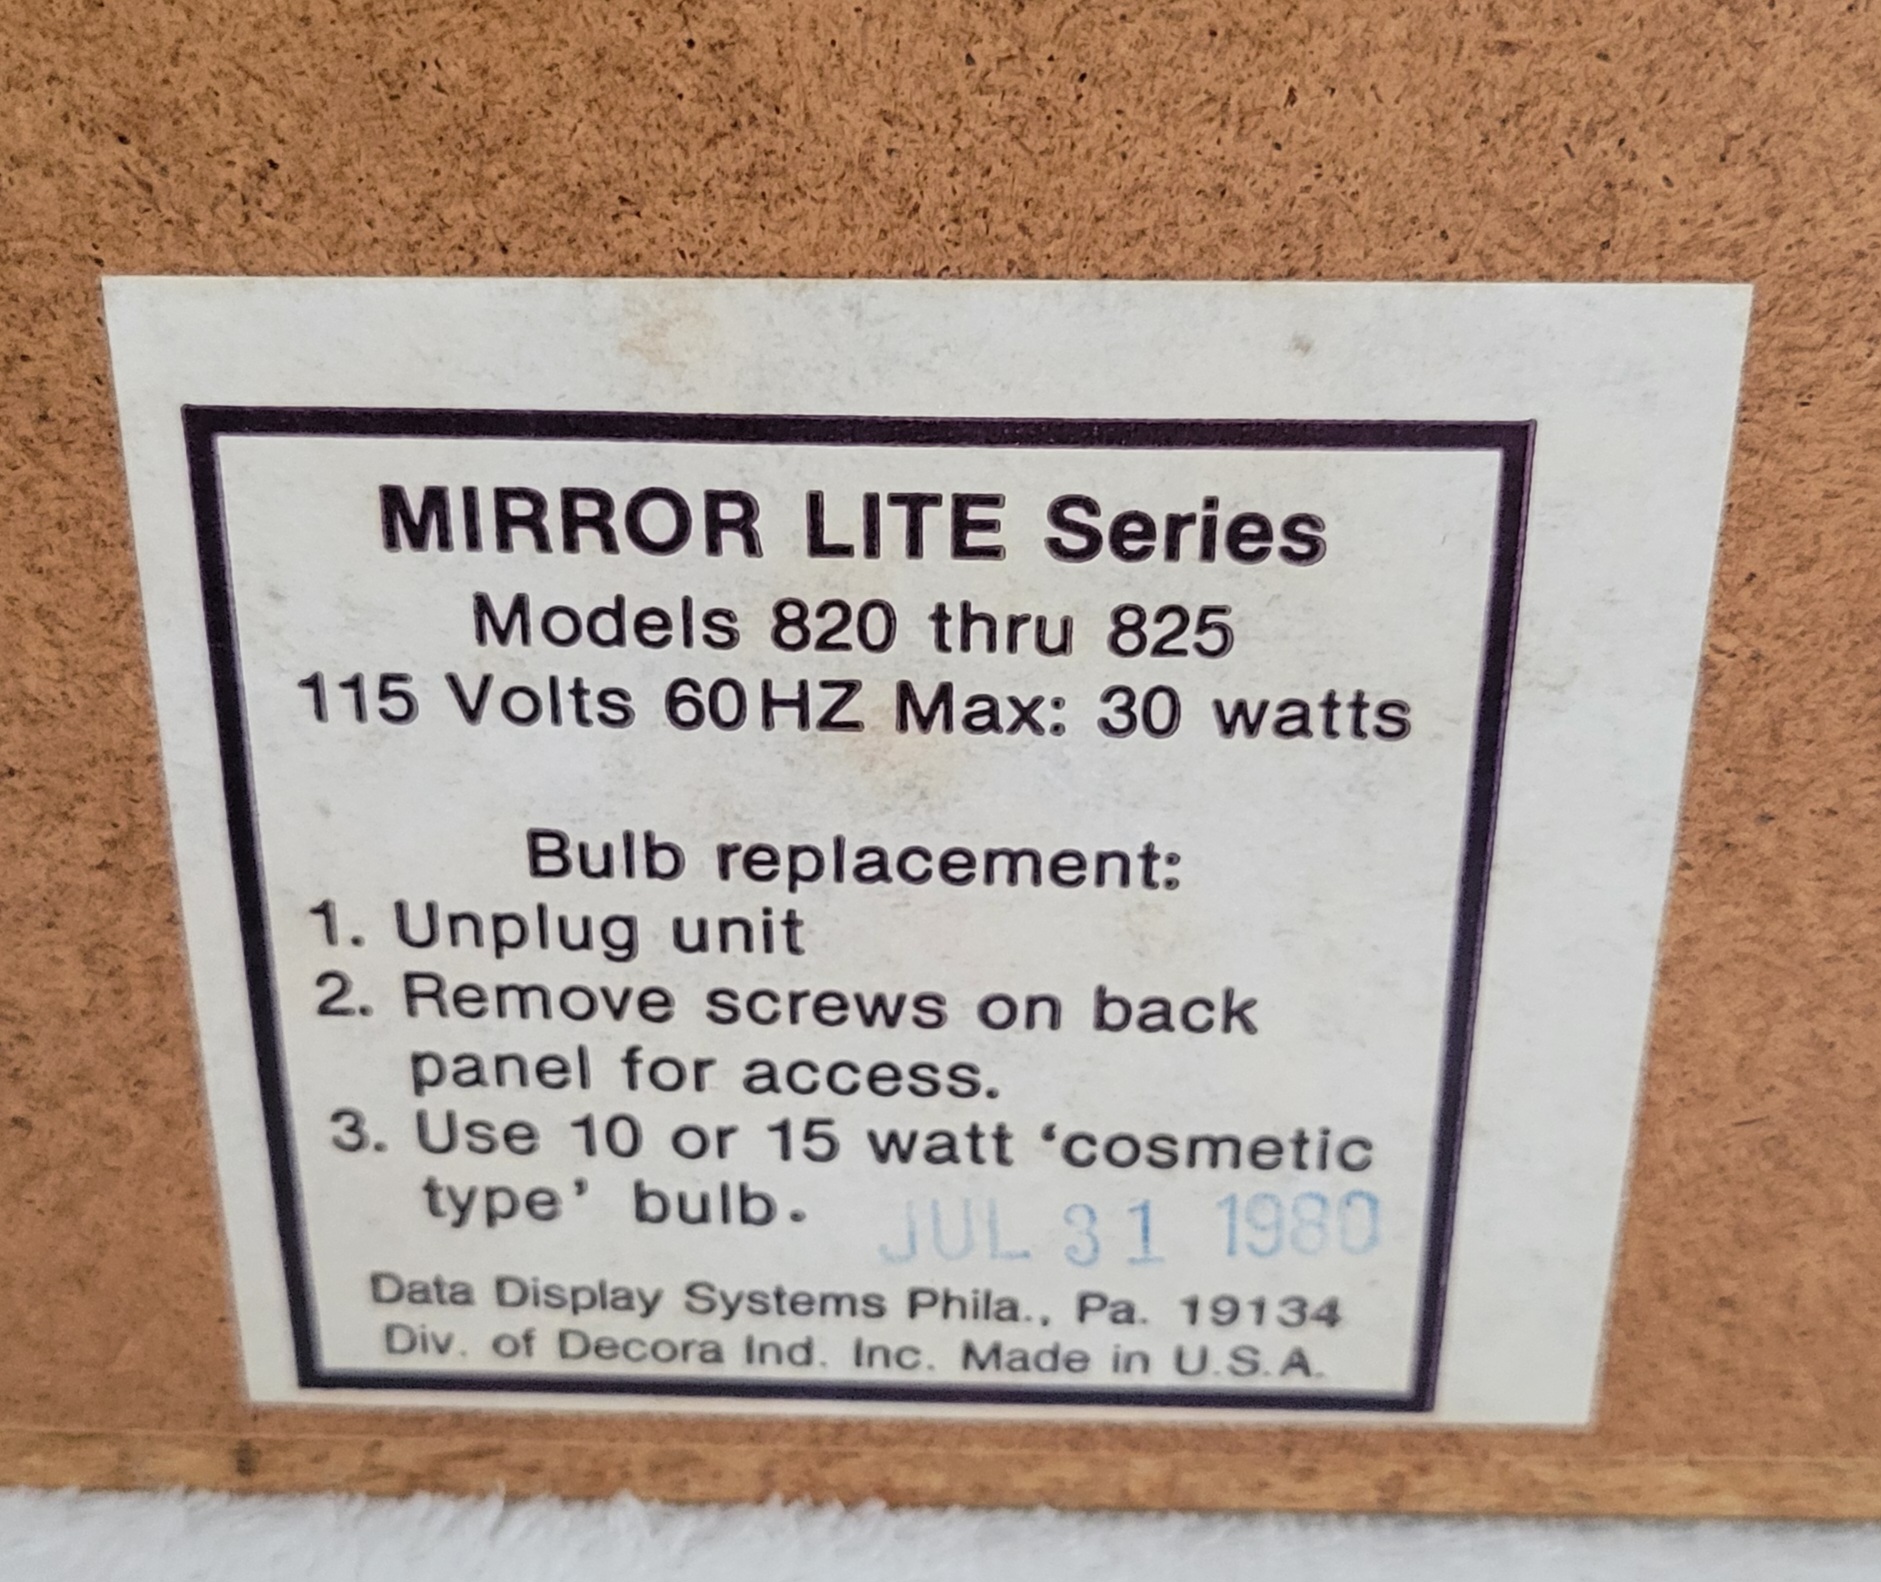 MIRROR LITE Series
Models 820 thru 825
115 Volts 60HZ Max: 30 watts
Bulb replacement:
1. Unplug unit
2. Remove screws on back
panel for access.
3. Use 10 or 15 watt ‘cosmetic
type’ bulb.
JUL 31 1980
Data Display Systems Phila., Pa. 19134
Div. of Decora Ind. Inc. Made in U.S.A.